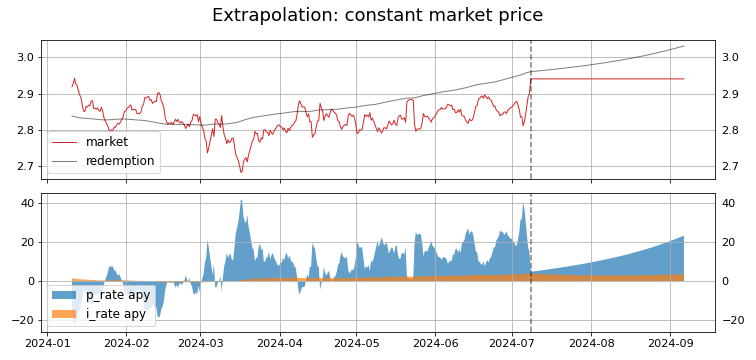 Extrapolation: constant market price
3.0
2.9
2.8
2.7
3.0
2.9
2.8
2.7
market
redemption
40
20
0
−20
40
20
0
−20
p_rate apy
i_rate apy
2024-01 2024-02 2024-03 2024-04 2024-05 2024-06 2024-07 2024-08 2024-09